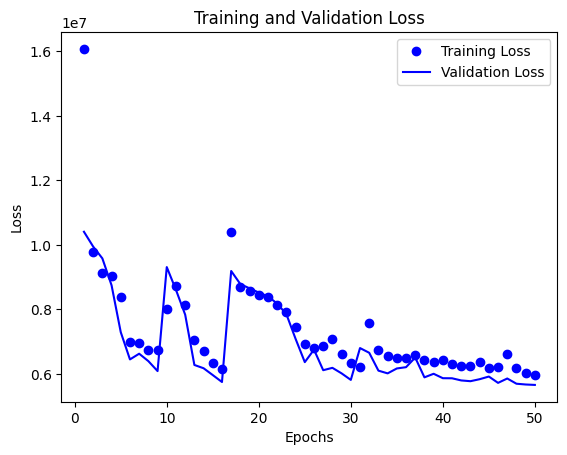 Training and Validation Loss
1e7
1.6
1.4
1.2
1.0
0.8
0.6
Loss
Training Loss
Validation Loss
0
10
20
30
40
50
Epochs